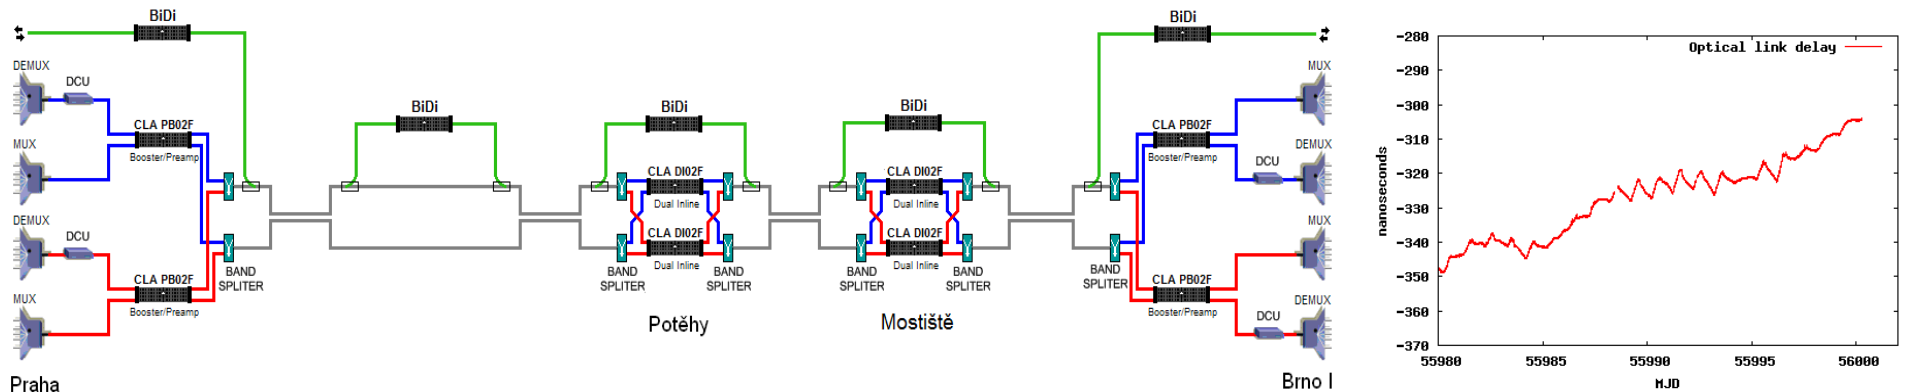 BiDi
BiDi
DEMUX
DCU
MUX
CLA PB02F
Booster/Preamp
DEMUX
DCU
CLA PB02F
Booster/Preamp
MUX
BAND
SPLITER
Praha
BiDi
BiDi
CLA DI02F
Dual Inline
CLA DI02F
Dual Inline
BAND
SPLITER
BAND
SPLITER
Potěhy
BiDi
CLA DI02F
Dual Inline
CLA DI02F
Dual Inline
BAND
SPLITER
BAND
SPLITER
Mostiště
MUX
CLA PB02F
Booster/Preamp
DEMUX
DCU
BAND
SPLITER
MUX
CLA PB02F
Booster/Preamp
DEMUX
DCU
Brno I
-280
-290
-300
-310
-320
-330
-340
-350
-360
-370
nanoseconds
Optical link delay
55980
55985
55990
55995
56000
MJD